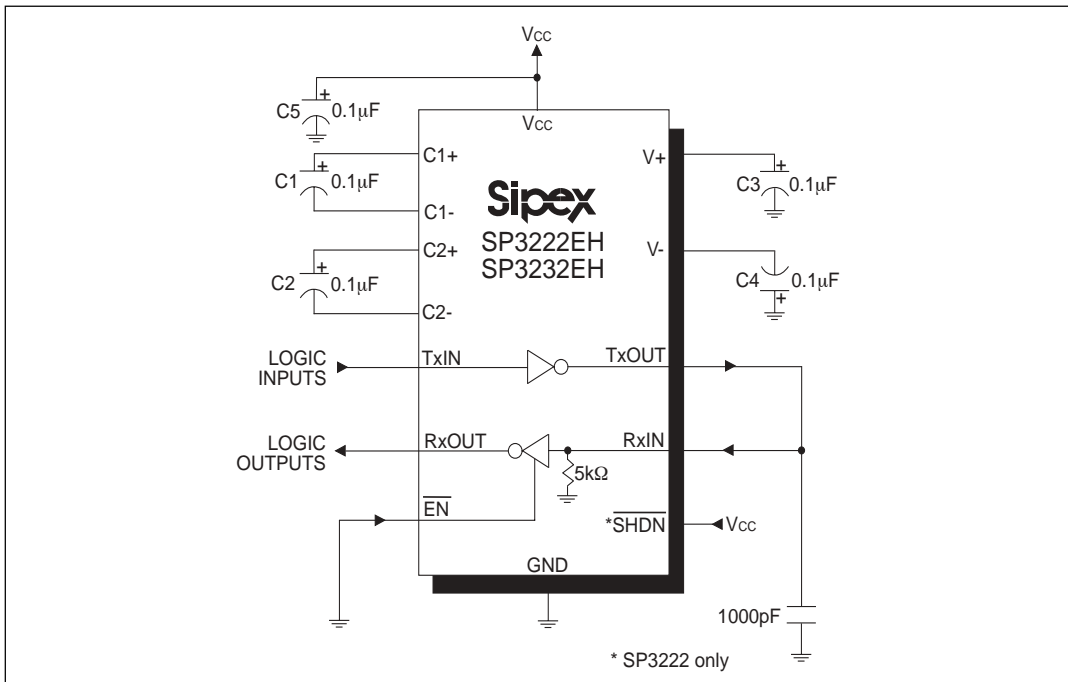 Vcc
C5
+
0.1µF
Vcc
C1+
C1
+
0.1µF
C1-
C2+
C2
+
0.1µF
C2-
Sipex
SP3222EH
SP3232EH
V+
C3
+
0.1µF
V-
C4
0.1µF
+
LOGIC
INPUTS
TxIN
TxOUT
LOGIC
OUTPUTS
RxOUT
RxIN
5kΩ
EN
*SHDN
Vcc
GND
1000pF
* SP3222 only